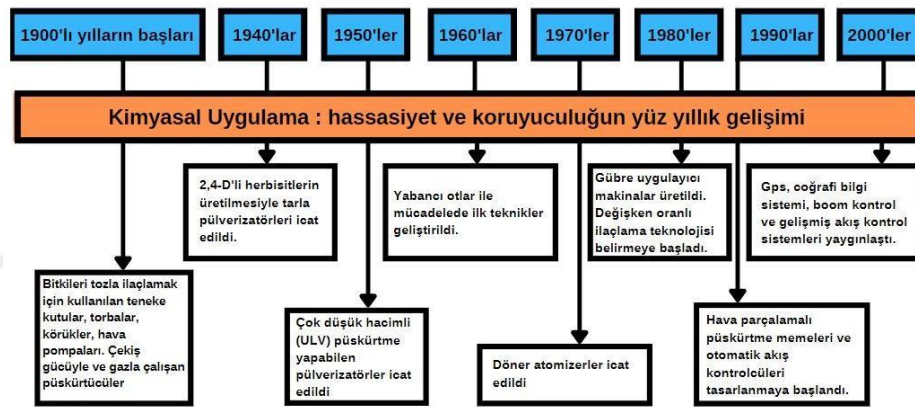 1900'lı yılların başları
1940'lar
1950'ler
1960'lar
1970'ler
1980'ler
1990'lar
2000'ler
Kimyasal Uygulama : hassasiyet ve koruyuculuğun yüz yıllık gelişimi
2,4-D'li herbisitlerin
üretilmesiyle tarla
pülverizatörleri icat
edildi.
Yabancı otlar ile
mücadelede ilk teknikler
geliştirildi.
Gübre uygulayıcı
makinalar üretildi.
Değişken oranlı
ilaçlama teknolojisi
belirmeye başladı.
Gps, coğrafi bilgi
sistemi, boom kontrol
ve gelişmiş akış kontrol
sistemleri yaygınlaştı.
Bitkileri tozla ilaçlamak
için kullanılan teneke
kutular, torbalar,
körükler, hava
pompaları. Çekiş
gücüyle ve gazla çalışan
püskürtücüler
Çok düşük hacimli
(ULV) püskürtme
yapabilen
pülverizatörler icat
edildi
Döner atomizerler icat
edildi
Hava parçalamalı
püskürtme memeleri ve
otomatik akış
kontrolcüleri
tasarlanmaya başlandı.